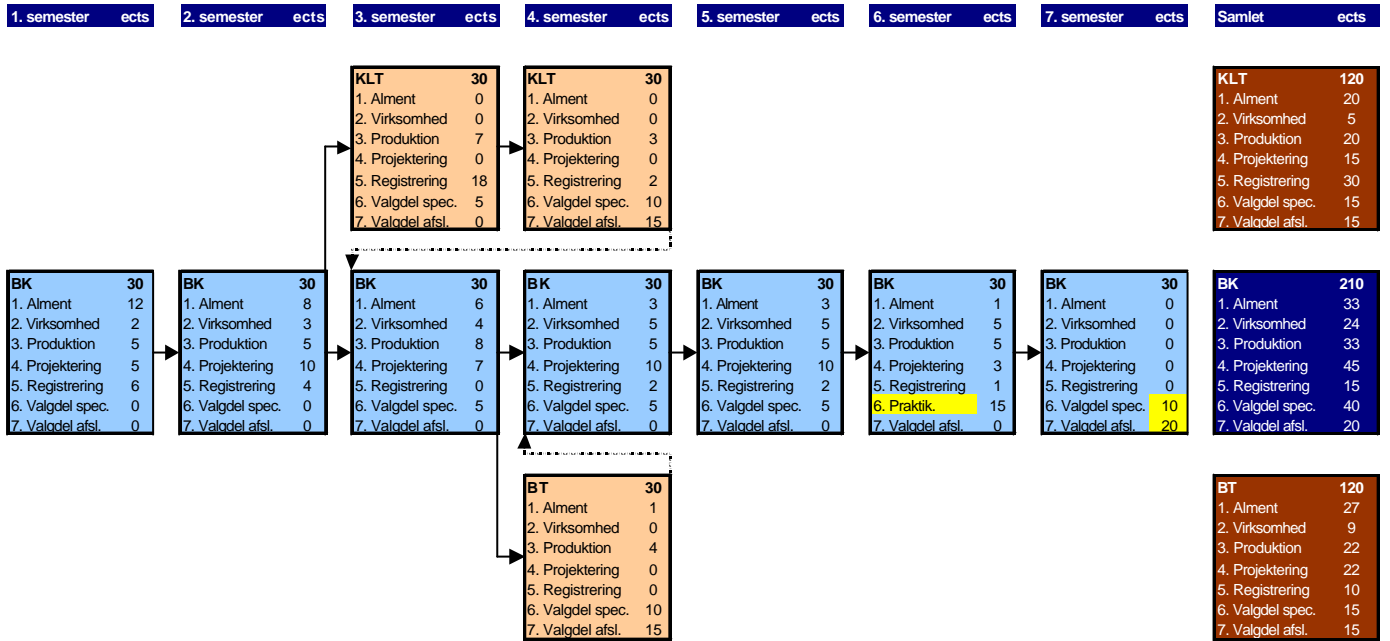 1. semester ects 2. semester ects 3. semester ects 4. semester ects 5. semester ects 6. semester ects 7. semester ects Samlet ects
KLT 30
1. Alment 0
2. Virksomhed 0
3. Produktion 7
4. Projektering 0
5. Registrering 18
6. Valgdel spec. 5
7. Valgdel afsl. 0
KLT 30
1. Alment 0
2. Virksomhed 0
3. Produktion 3
4. Projektering 0
5. Registrering 2
6. Valgdel spec. 10
7. Valgdel afsl. 15
KLT 120
1. Alment 20
2. Virksomhed 5
3. Produktion 20
4. Projektering 15
5. Registrering 30
6. Valgdel spec. 15
7. Valgdel afsl. 15
BK 30
1. Alment 12
2. Virksomhed 2
3. Produktion 5
4. Projektering 5
5. Registrering 6
6. Valgdel spec. 0
7. Valgdel afsl. 0
BK 30
1. Alment 8
2. Virksomhed 3
3. Produktion 5
4. Projektering 10
5. Registrering 4
6. Valgdel spec. 0
7. Valgdel afsl. 0
BK 30
1. Alment 6
2. Virksomhed 4
3. Produktion 8
4. Projektering 7
5. Registrering 0
6. Valgdel spec. 5
7. Valgdel afsl. 0
BK 30
1. Alment 3
2. Virksomhed 5
3. Produktion 5
4. Projektering 10
5. Registrering 2
6. Valgdel spec. 5
7. Valgdel afsl. 0
BK 30
1. Alment 3
2. Virksomhed 5
3. Produktion 5
4. Projektering 10
5. Registrering 2
6. Valgdel spec. 5
7. Valgdel afsl. 0
BK 30
1. Alment 1
2. Virksomhed 5
3. Produktion 5
4. Projektering 3
5. Registrering 1
6. Praktik. 15
7. Valgdel afsl. 0
BK 30
1. Alment 0
2. Virksomhed 0
3. Produktion 0
4. Projektering 0
5. Registrering 0
6. Valgdel spec. 10
7. Valgdel afsl. 20
BK 210
1. Alment 33
2. Virksomhed 24
3. Produktion 33
4. Projektering 45
5. Registrering 15
6. Valgdel spec. 40
7. Valgdel afsl. 20
BT 30
1. Alment 1
2. Virksomhed 0
3. Produktion 4
4. Projektering 0
5. Registrering 0
6. Valgdel spec. 10
7. Valgdel afsl. 15
BT 120
1. Alment 27
2. Virksomhed 9
3. Produktion 22
4. Projektering 22
5. Registrering 10
6. Valgdel spec. 15
7. Valgdel afsl. 15